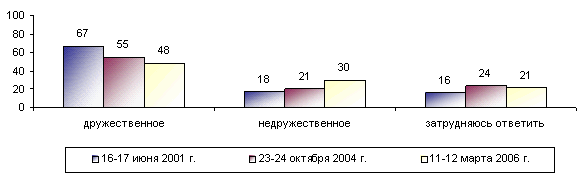 100
80
60
40
20
0
67
55
48
18
21
30
16
24
21
дружественное
недружественное
затрудняюсь ответить
16-17 июня 2001 г.
23-24 октября 2004 г.
11-12 марта 2006 г.